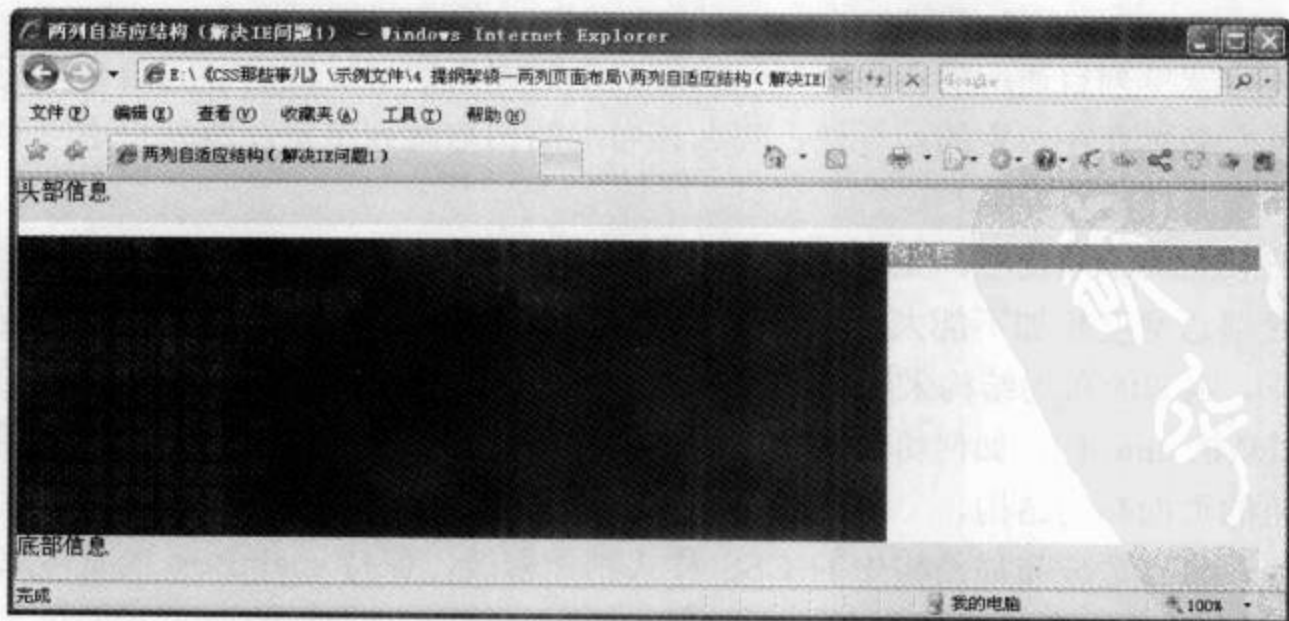 两列自适应结构（解决IE问题1） - Windows Internet Explorer
E:\《CSS那些事儿》\示例文件\4 提纲挈领—两列页面布局\两列自适应结构（解决IE
文件(F) 编辑(E) 查看(V) 收藏夹(A) 工具(T) 帮助(H)
两列自适应结构（解决IE问题1）
头部信息
底部信息
完成 我的电脑 100%